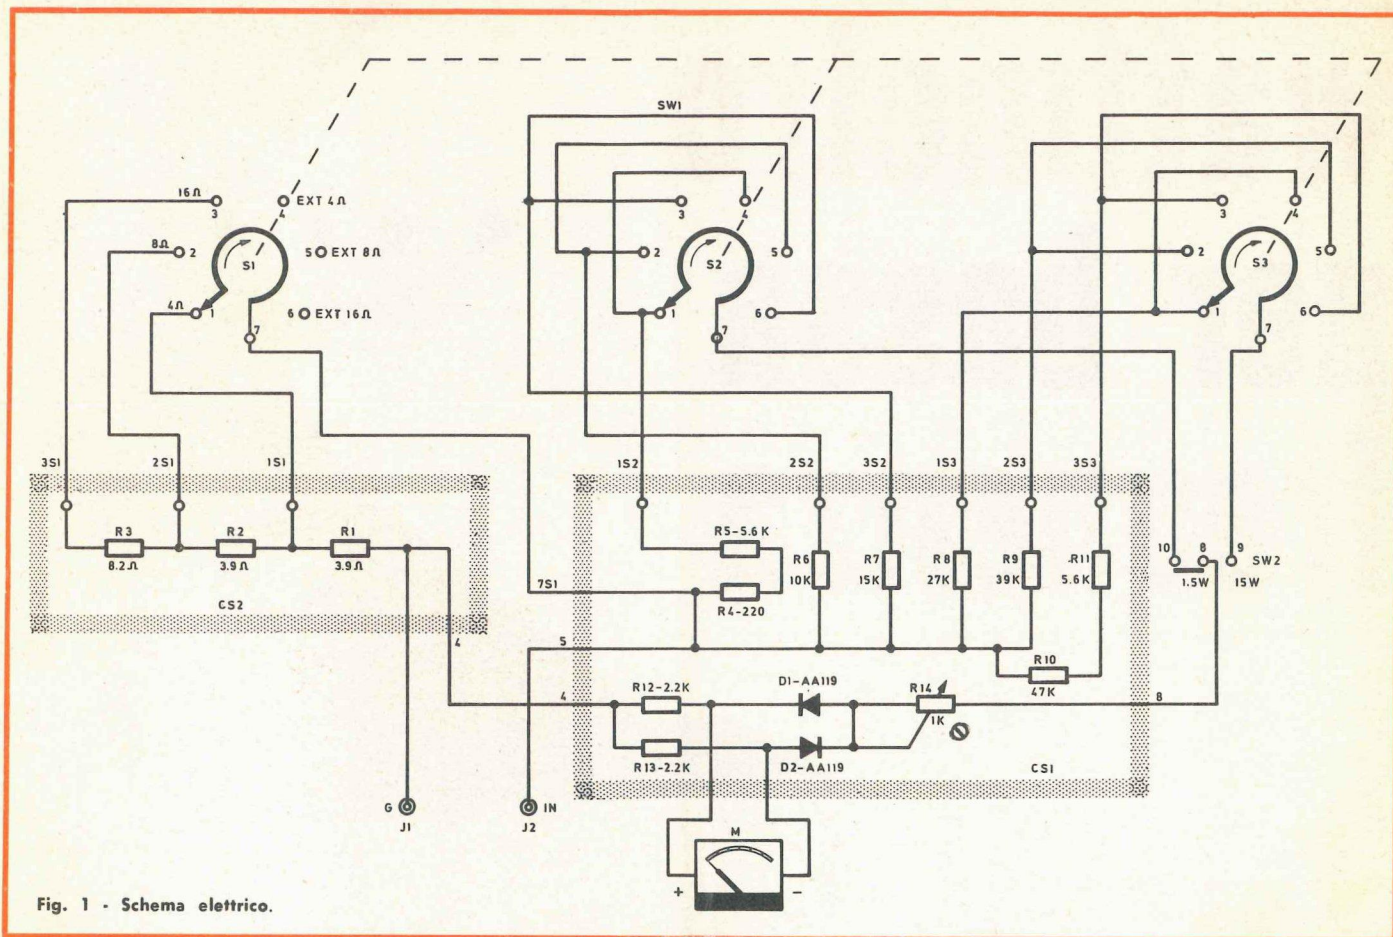 SW1
16Ω
3
4
EXT 4Ω
8Ω
2
S1
5
EXT 8Ω
4Ω
1
6
EXT 16Ω
7
3
4
2
S2
5
1
6
7
3
4
2
S3
5
1
6
7
3S1
2S1
1S1
1S2
2S2
3S2
1S3
2S3
3S3
R3
8.2Ω
R2
3.9Ω
R1
3.9Ω
CS2
4
7S1
5
R5-5.6K
R4-220
R6
10K
R7
15K
R8
27K
R9
39K
R11
5.6K
10
8
9
SW2
1.5W
15W
R10
47K
4
R12-2.2K
D1-AA119
R14
1K
8
R13-2.2K
D2-AA119
CS1
G
J1
IN
J2
M
+
-
Fig. 1 - Schema elettrico.